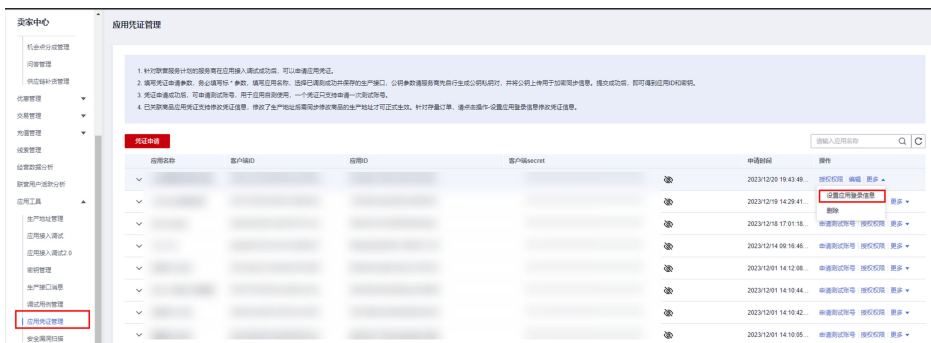 卖家中心
机会点分成管理
问答管理
供应链补货管理
优惠管理
交易管理
充值管理
线索管理
经营数据分析
联营用户活跃分析
应用工具
生产地址管理
应用接入调试
应用接入调试2.0
密钥管理
生产接口消息
调试用例管理
应用凭证管理
安全漏洞扫描
应用凭证管理
1. 针对联营服务计划的服务商在应用接入调试成功后，可以申请应用凭证。
2. 填写凭证申请参数，务必填写标 * 参数，填写应用名称、选择已调测成功并保存的生产接口，公钥参数请服务商先自行生成公钥私钥对，并将公钥上传用于加密同步信息。提交成功后，即可得到应用ID和密钥。
3. 凭证申请成功后，可申请测试账号，用于应用自测使用，一个凭证只支持申请一次测试账号。
4. 已关联商品应用凭证支持修改凭证信息，修改了生产地址后需同步修改商品的生产地址才可正式生效。针对存量订单，请点击操作-设置应用登录信息修改凭证信息。
凭证申请
请输入应用名称
应用名称 客户端ID 应用ID 客户端secret 申请时间 操作
2023/12/20 19:43:49... 授权权限 编辑 更多
设置应用登录信息
删除
2023/12/19 14:29:41... 更多
2023/12/18 17:01:18... 申请测试账号 授权权限 更多
2023/12/14 09:16:46... 申请测试账号 授权权限 更多
2023/12/01 14:12:08... 申请测试账号 授权权限 更多
2023/12/01 14:10:44... 申请测试账号 授权权限 更多
2023/12/01 14:10:42... 申请测试账号 授权权限 更多
2023/12/01 14:10:05... 申请测试账号 授权权限 更多